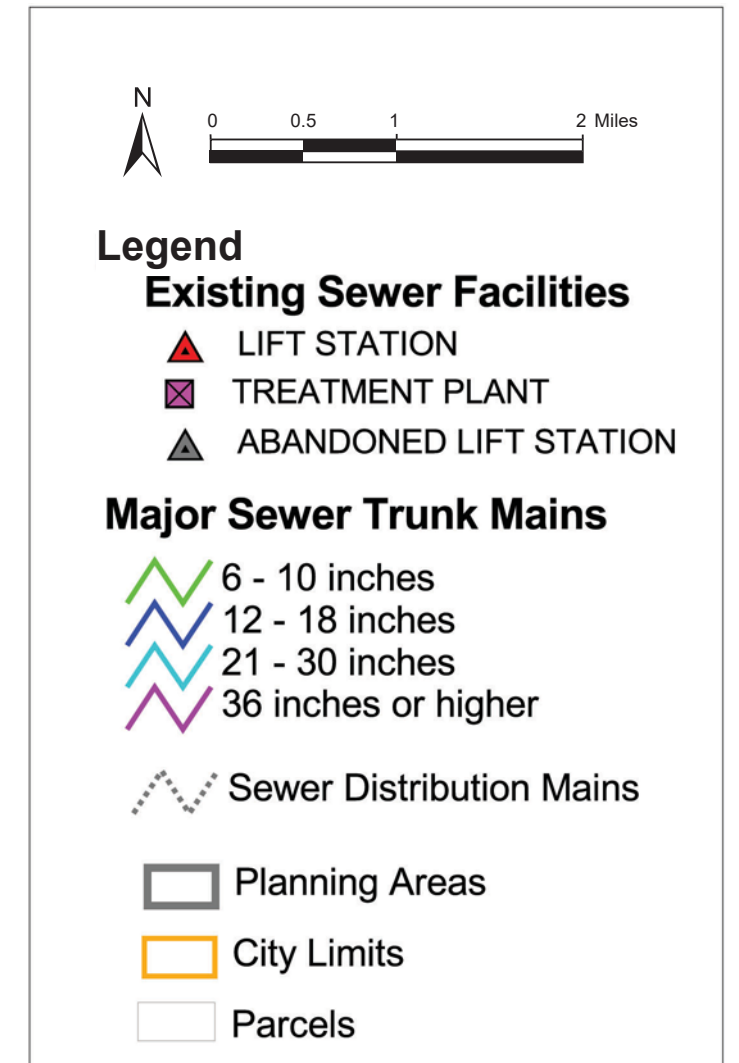 N
0 0.5 1 2 Miles
Legend
Existing Sewer Facilities
LIFT STATION
TREATMENT PLANT
ABANDONED LIFT STATION
Major Sewer Trunk Mains
6 - 10 inches
12 - 18 inches
21 - 30 inches
36 inches or higher
Sewer Distribution Mains
Planning Areas
City Limits
Parcels